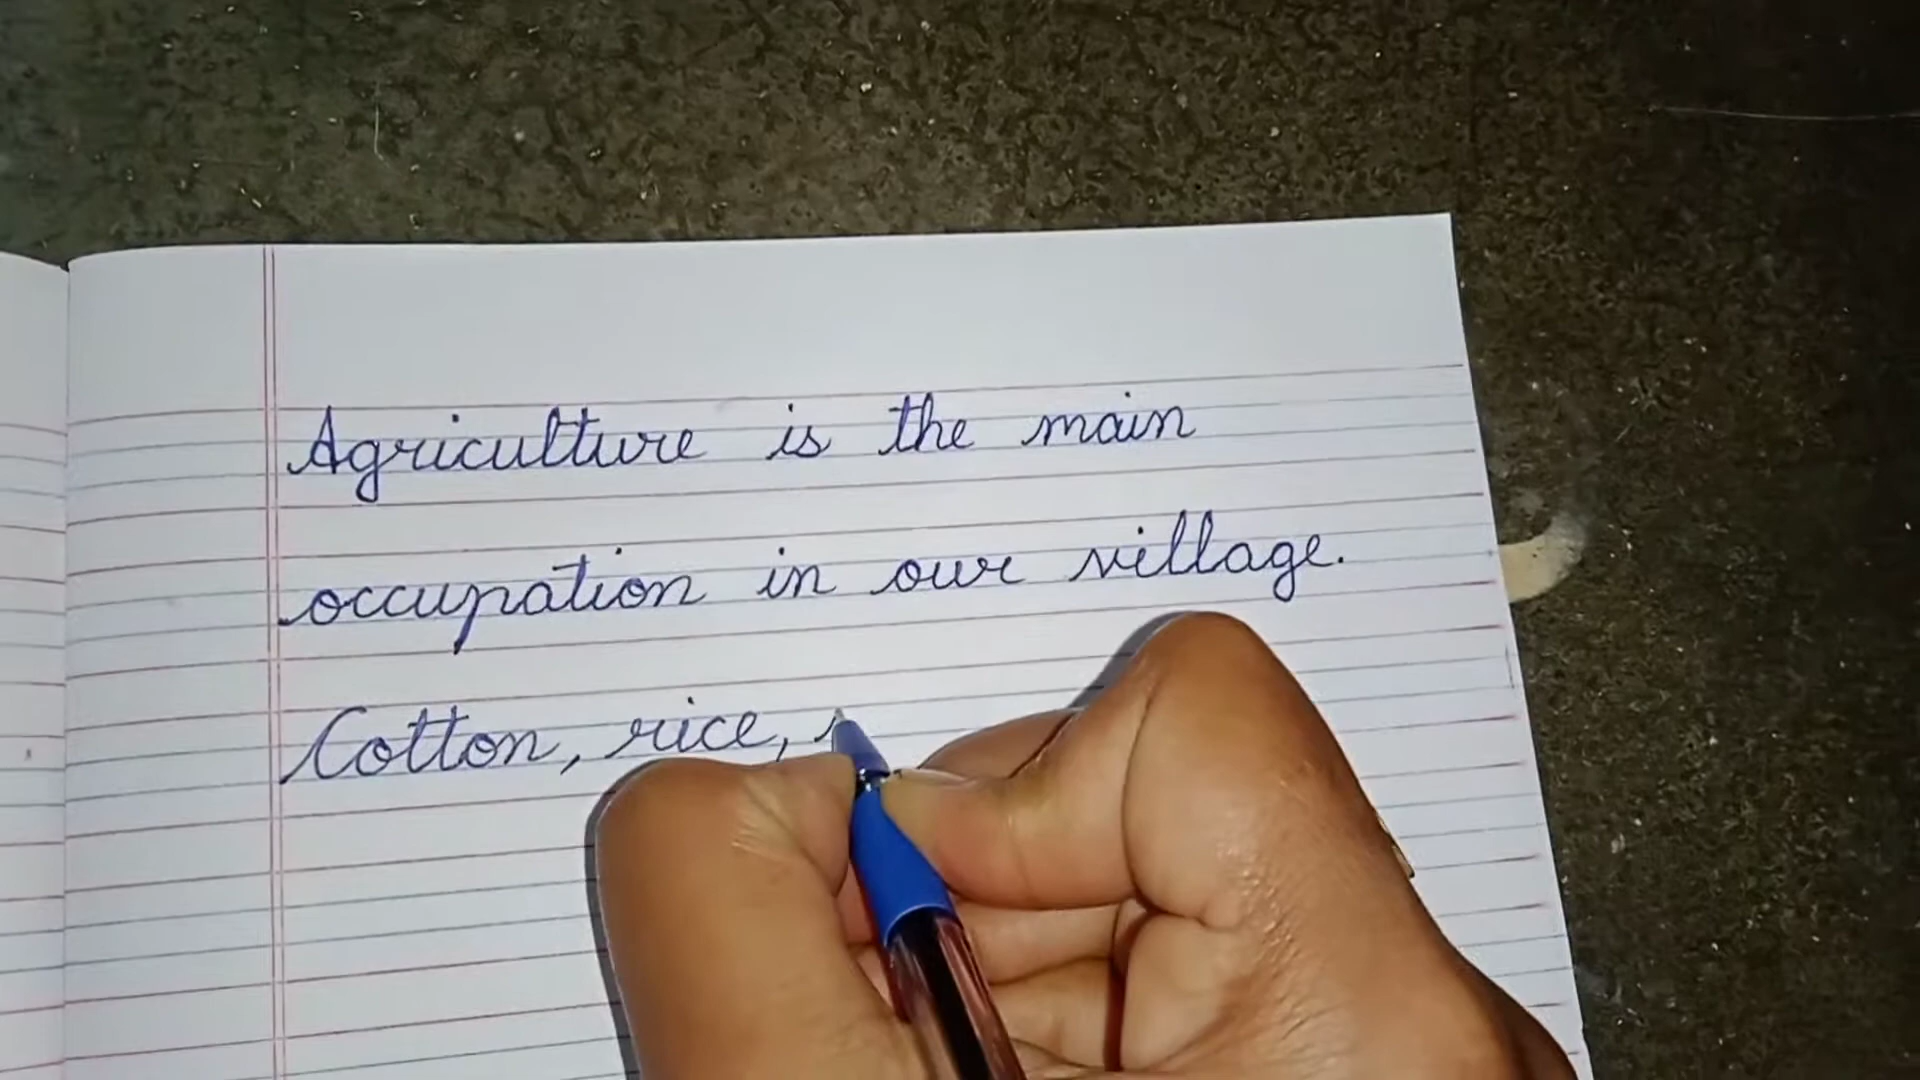 Agriculture is the main
occupation in our village.
Cotton, rice,